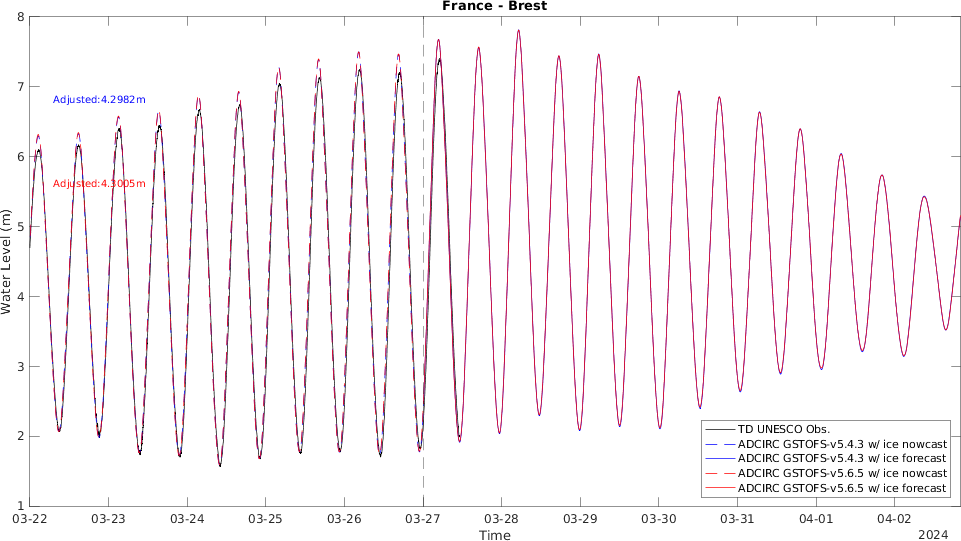 France - Brest
8
7
6
5
4
3
2
1
Water Level (m)
Adjusted:4.2982m
Adjusted:4.3005m
TD UNESCO Obs.
ADCIRC GSTOFS-v5.4.3 w/ ice nowcast
ADCIRC GSTOFS-v5.4.3 w/ ice forecast
ADCIRC GSTOFS-v5.6.5 w/ ice nowcast
ADCIRC GSTOFS-v5.6.5 w/ ice forecast
03-22 03-23 03-24 03-25 03-26 03-27 03-28 03-29 03-30 03-31 04-01 04-02
Time
2024